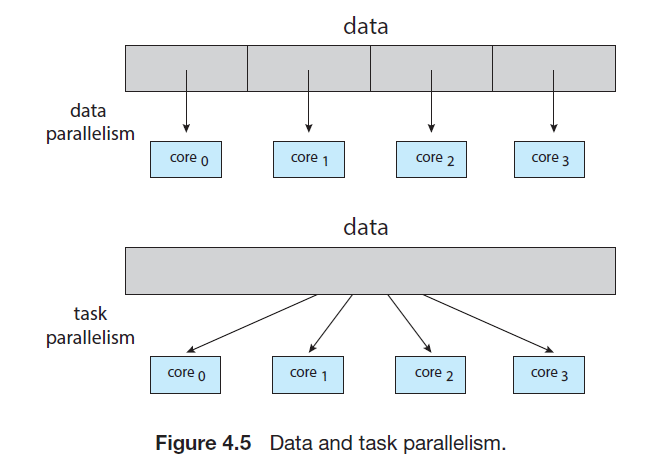 data
data
parallelism
core 0
core 1
core 2
core 3
data
task
parallelism
core 0
core 1
core 2
core 3
Figure 4.5 Data and task parallelism.